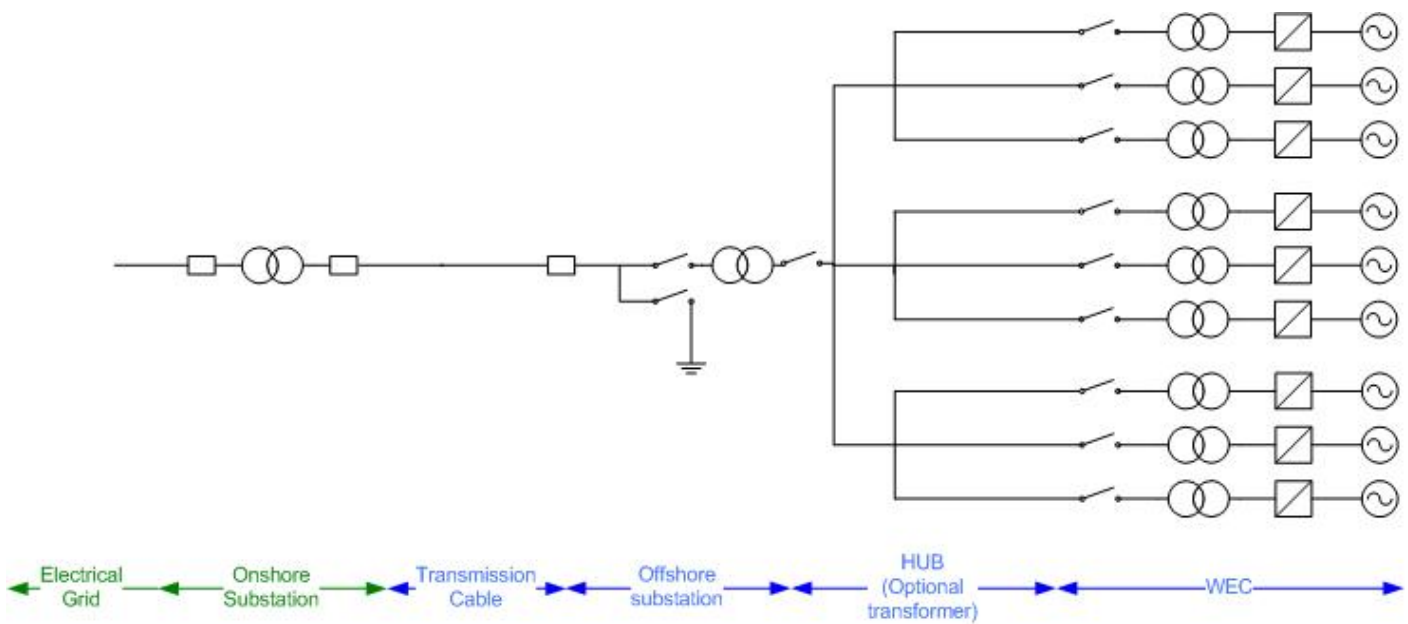 Electrical
Grid
Onshore
Substation
Transmission
Cable
Offshore
substation
HUB
(Optional
transformer)
WEC